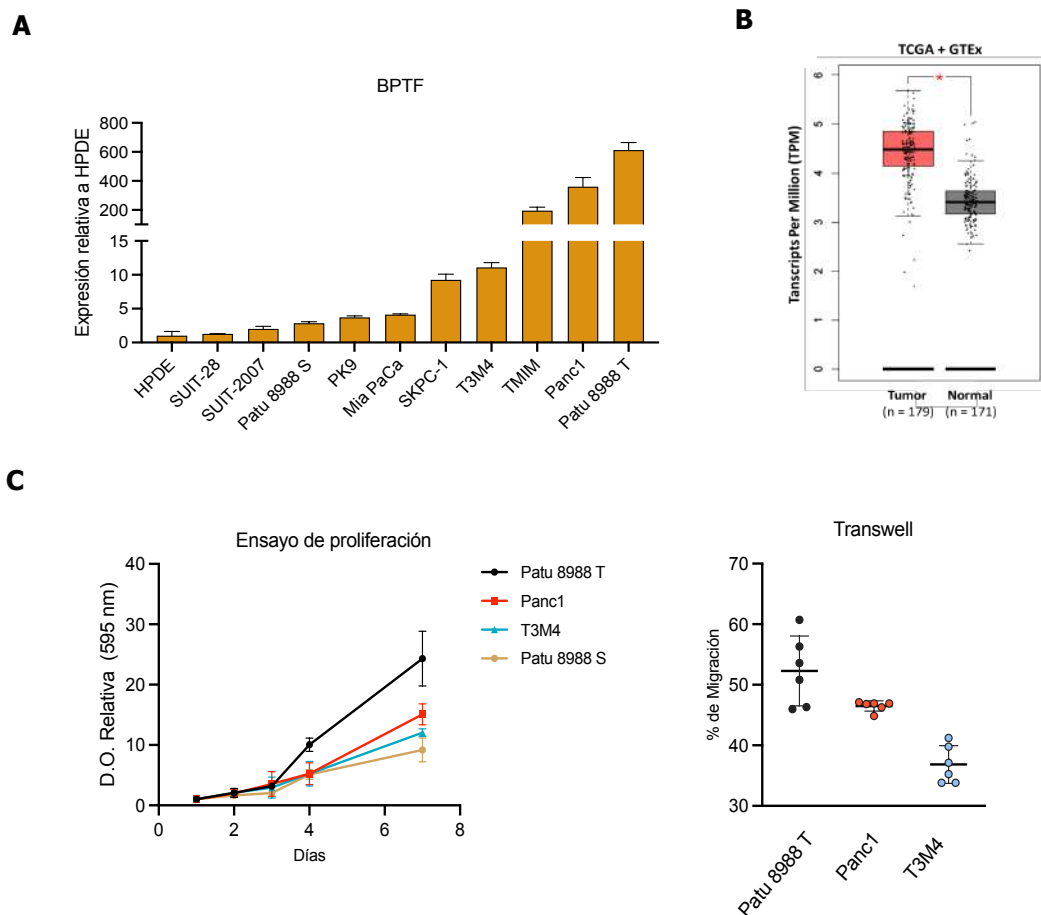 A
BPTF
Expresión relativa a HPDE
800
600
400
200
15
10
5
0
HPDE
SUIT-28
SUIT-2007
Patu 8988 S
PK9
Mia PaCa
SKPC-1
T3M4
TMIM
Panc1
Patu 8988 T
B
TCGA + GTEx
Tanscripts Per Million (TPM)
6
5
4
3
2
1
0
*
Tumor
(n = 179)
Normal
(n = 171)
C
Ensayo de proliferación
D.O. Relativa (595 nm)
40
30
20
10
0
0 2 4 6 8
Días
Patu 8988 T
Panc1
T3M4
Patu 8988 S
Transwell
% de Migración
70
60
50
40
30
Patu 8988 T
Panc1
T3M4